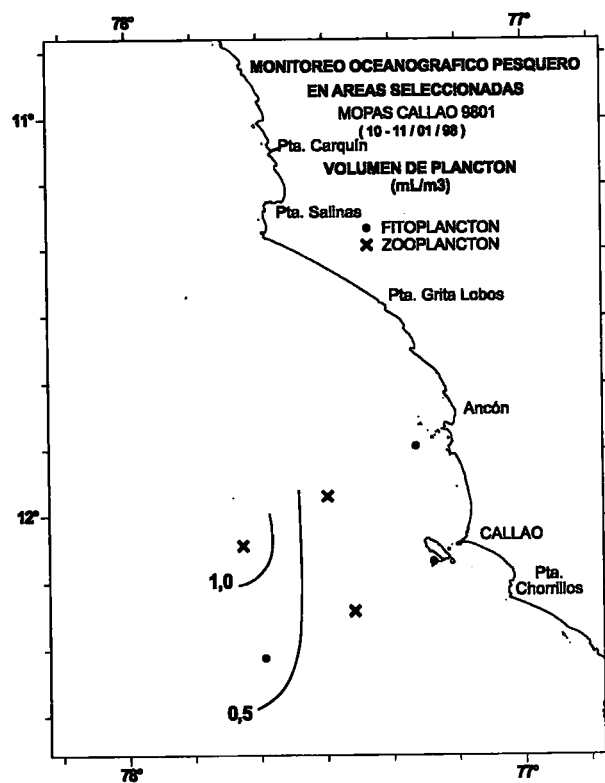 78°
77°
MONITOREO OCEANOGRAFICO PESQUERO
EN AREAS SELECCIONADAS
MOPAS CALLAO 9801
( 10 - 11 / 01 / 98 )
11°
Pta. Carquín
VOLUMEN DE PLANCTON
(mL/m3)
Pta. Salinas
FITOPLANCTON
ZOOPLANCTON
Pta. Grita Lobos
Ancón
12°
CALLAO
Pta.
Chorrillos
1,0
0,5
78°
77°